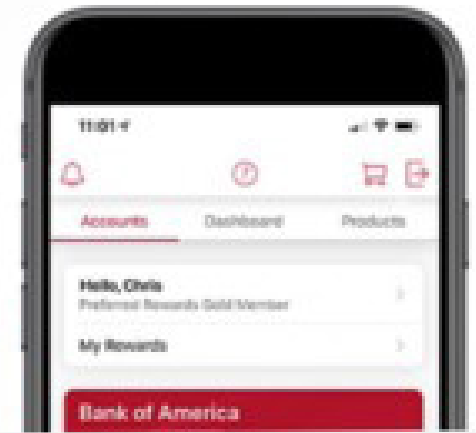 11:01
Accounts Dashboard Products
Hello, Chris
Preferred Rewards Gold Member
My Rewards
Bank of America